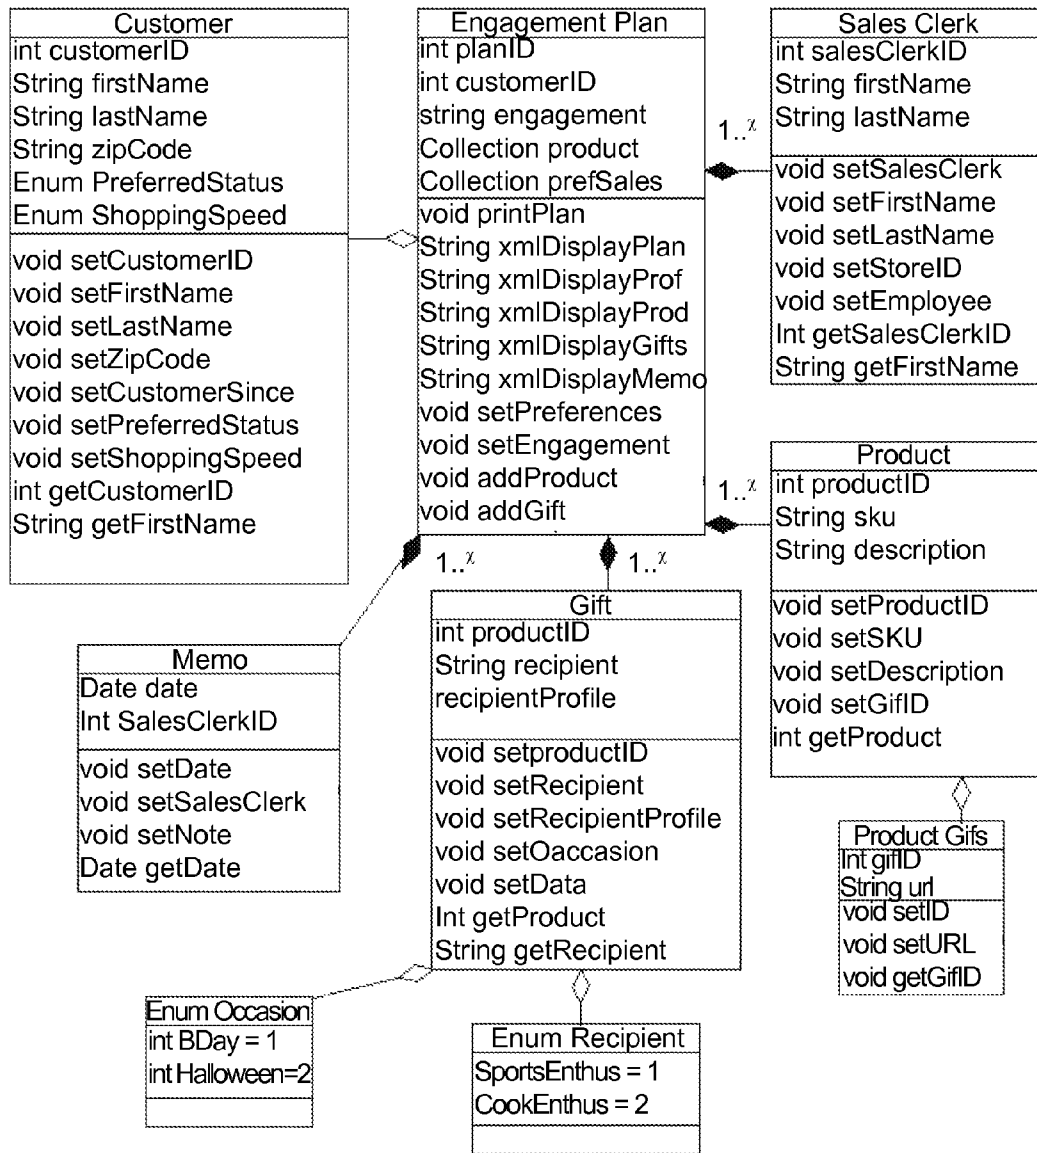 Customer
int customerID
String firstName
String lastName
String zipCode
Enum PreferredStatus
Enum ShoppingSpeed
void setCustomerID
void setFirstName
void setLastName
void setZipCode
void setCustomerSince
void setPreferredStatus
void setShoppingSpeed
int getCustomerID
String getFirstName
Engagement Plan
int planID
int customerID
string engagement
Collection product
Collection prefSales
void printPlan
String xmlDisplayPlan
String xmlDisplayProf
String xmlDisplayProd
String xmlDisplayGifts
String xmlDisplayMemo
void setPreferences
void setEngagement
void addProduct
void addGift
1..χ
Sales Clerk
int salesClerkID
String firstName
String lastName
void setSalesClerk
void setFirstName
void setLastName
void setStoreID
void setEmployee
Int getSalesClerkID
String getFirstName
1..χ
Product
int productID
String sku
String description
void setProductID
void setSKU
void setDescription
void setGifID
int getProduct
1..χ
1..χ
Memo
Date date
Int SalesClerkID
void setDate
void setSalesClerk
void setNote
Date getDate
Gift
int productID
String recipient
recipientProfile
void setproductID
void setRecipient
void setRecipientProfile
void setOaccasion
void setData
Int getProduct
String getRecipient
Product Gifs
Int gifID
String url
void setID
void setURL
void getGifID
Enum Occasion
int BDay = 1
int Halloween=2
Enum Recipient
SportsEnthus = 1
CookEnthus = 2